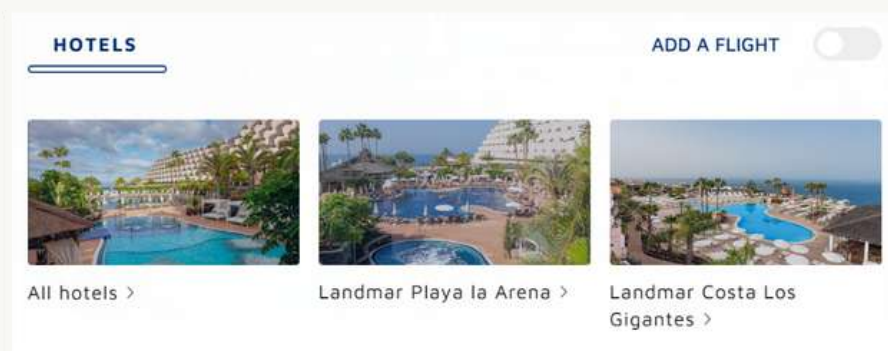 HOTELS
ADD A FLIGHT
All hotels >
Landmar Playa la Arena >
Landmar Costa Los
Gigantes >